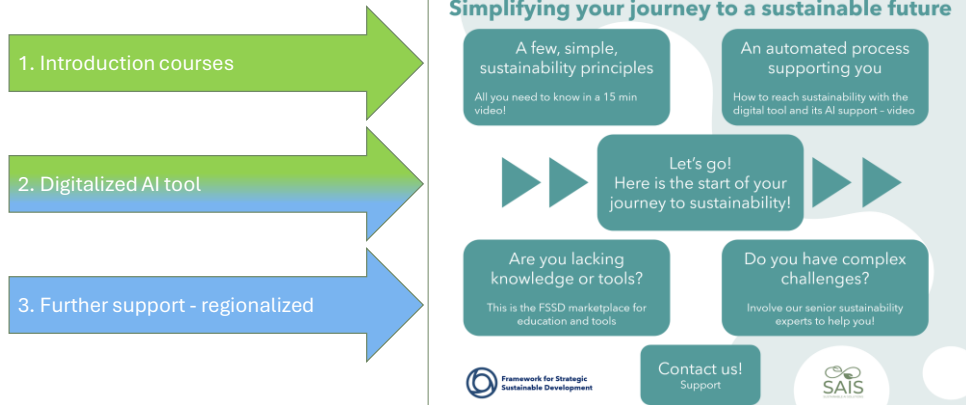 1. Introduction courses
2. Digitalized AI tool
3. Further support - regionalized
Simplifying your journey to a sustainable future
A few, simple,
sustainability principles
All you need to know in a 15 min
video!
An automated process
supporting you
How to reach sustainability with the
digital tool and its AI support – video
Let's go!
Here is the start of your
journey to sustainability!
Are you lacking
knowledge or tools?
This is the FSSD marketplace for
education and tools
Do you have complex
challenges?
Involve our senior sustainability
experts to help you!
Contact us!
Support
Framework for Strategic
Sustainable Development
SAIS